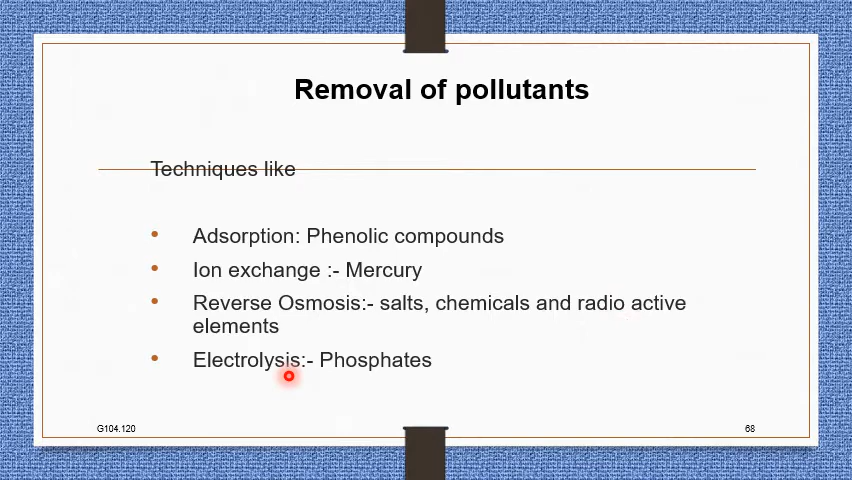 Removal of pollutants
Techniques like
• Adsorption: Phenolic compounds
• Ion exchange :- Mercury
• Reverse Osmosis:- salts, chemicals and radio active
elements
• Electrolysis:- Phosphates
G104.120
68